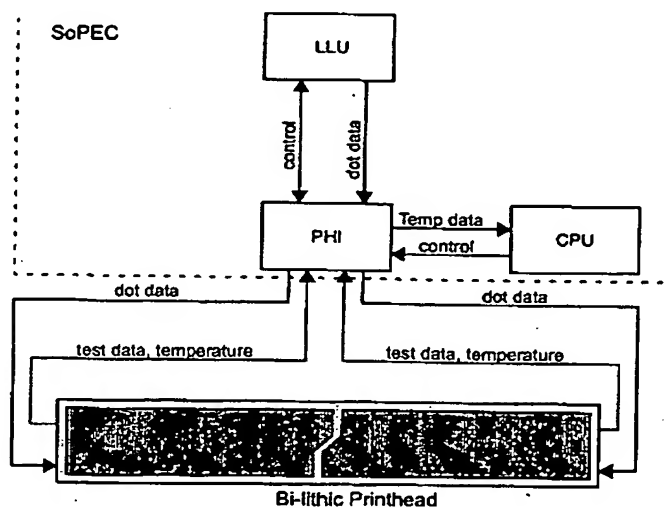 SoPEC
LLU
control
dot data
PHI
Temp data
control
CPU
dot data
dot data
test data, temperature
test data, temperature
Bi-lithic Printhead